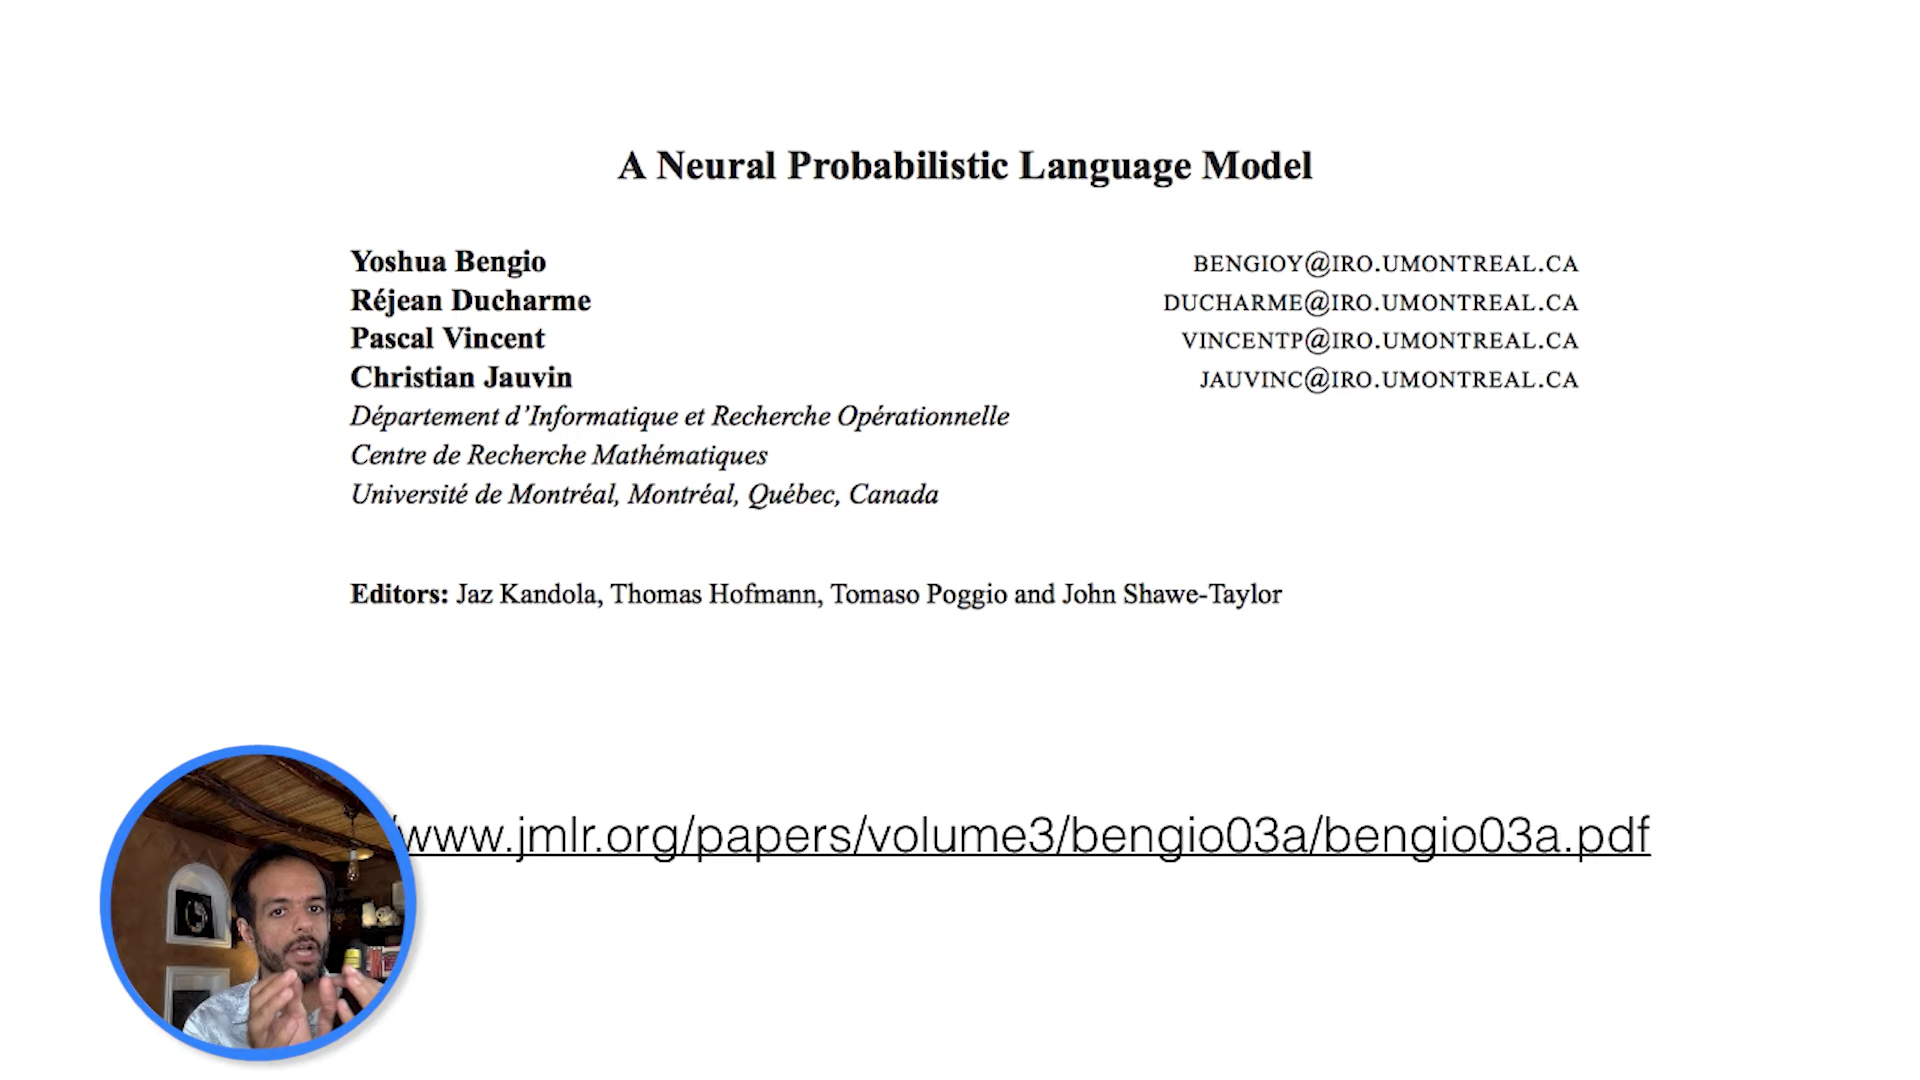 A Neural Probabilistic Language Model
Yoshua Bengio BENGIOY@IRO.UMONTREAL.CA
Réjean Ducharme DUCHARME@IRO.UMONTREAL.CA
Pascal Vincent VINCENTP@IRO.UMONTREAL.CA
Christian Jauvin JAUVINC@IRO.UMONTREAL.CA
Département d'Informatique et Recherche Opérationnelle
Centre de Recherche Mathématiques
Université de Montréal, Montréal, Québec, Canada
Editors: Jaz Kandola, Thomas Hofmann, Tomaso Poggio and John Shawe-Taylor
/www.jmlr.org/papers/volume3/bengio03a/bengio03a.pdf